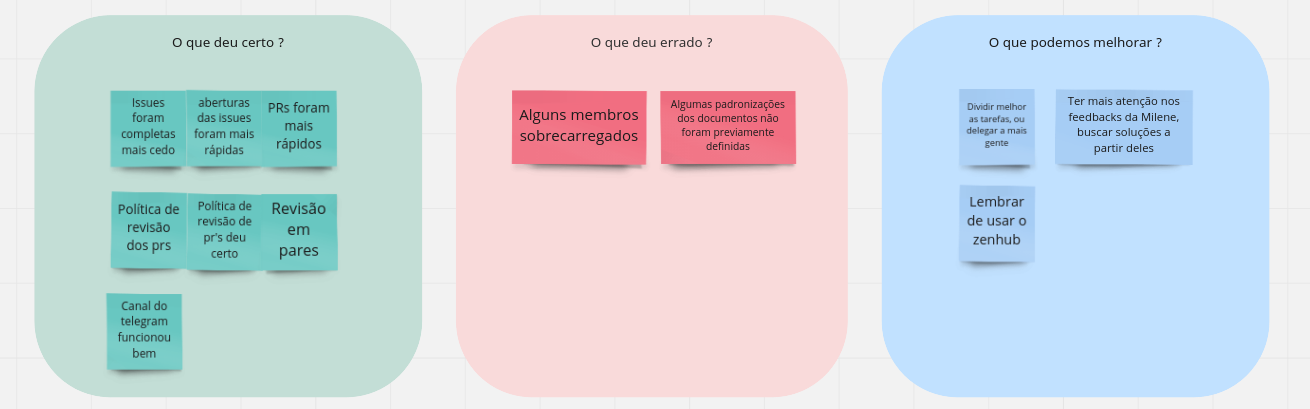 O que deu certo ?
Issues
foram
completas
mais cedo
aberturas
das issues
foram mais
rápidas
PRs foram
mais
rápidos
Política de
revisão
dos prs
Política de
revisão de
pr's deu
certo
Revisão
em
pares
Canal do
telegram
funcionou
bem
O que deu errado ?
Alguns membros
sobrecarregados
Algumas padronizações
dos documentos não
foram previamente
definidas
O que podemos melhorar ?
Dividir melhor
as tarefas, ou
delegar a mais
gente
Ter mais atenção nos
feedbacks da Milene,
buscar soluções a
partir deles
Lembrar
de usar o
zenhub